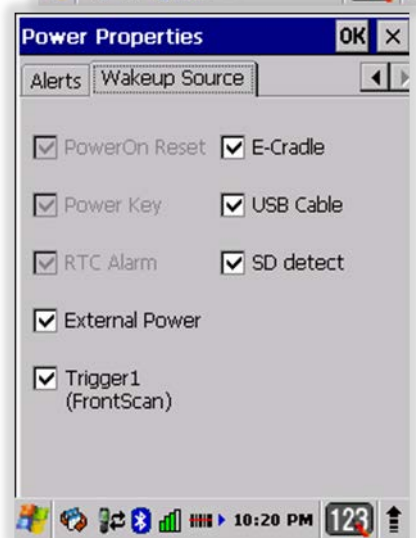 Power Properties OK ×
Alerts Wakeup Source
PowerOn Reset E-Cradle
Power Key USB Cable
RTC Alarm SD detect
External Power
Trigger1
(FrontScan)
10:20 PM 123